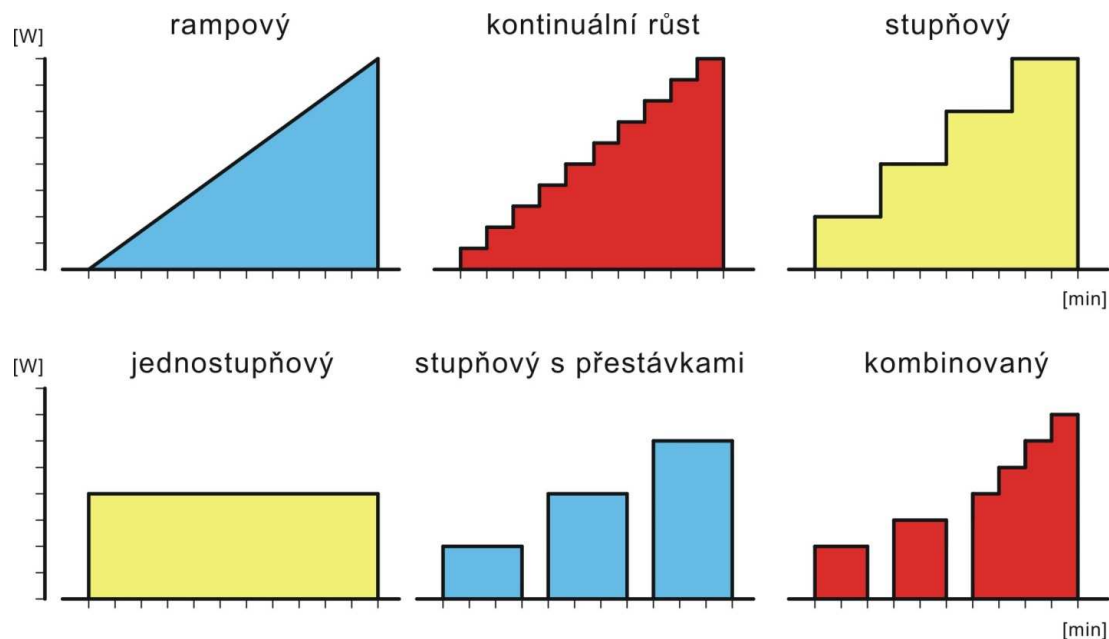 [W]
rampový
kontinuální růst
stupňový
[min]
[W]
jednostupňový
stupňový s přestávkami
kombinovaný
[min]